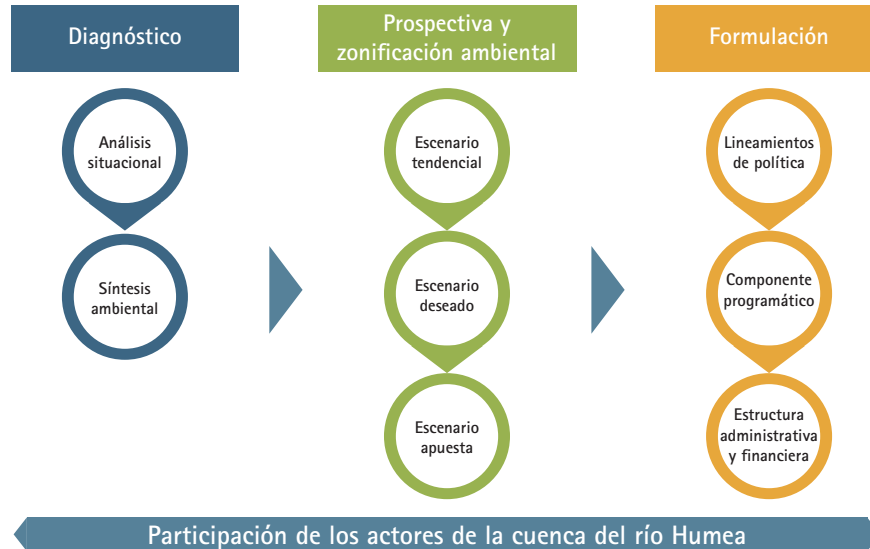 Diagnóstico
Análisis
situacional
Síntesis
ambiental
Prospectiva y
zonificación ambiental
Escenario
tendencial
Escenario
deseado
Escenario
apuesta
Formulación
Lineamientos
de política
Componente
programático
Estructura
administrativa
y financiera
Participación de los actores de la cuenca del río Humea